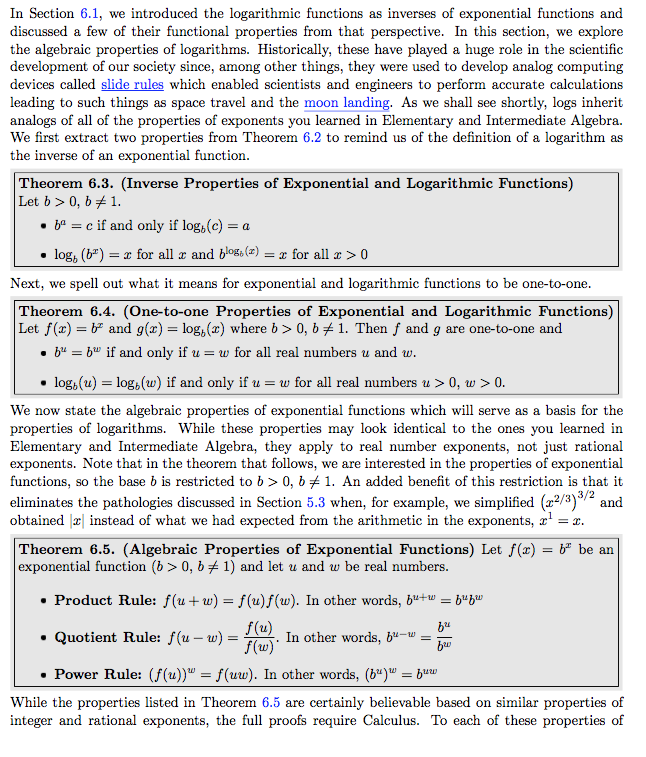 In Section 6.1, we introduced the logarithmic functions as inverses of exponential functions and
discussed a few of their functional properties from that perspective. In this section, we explore
the algebraic properties of logarithms. Historically, these have played a huge role in the scientific
development of our society since, among other things, they were used to develop analog computing
devices called slide rules which enabled scientists and engineers to perform accurate calculations
leading to such things as space travel and the moon landing. As we shall see shortly, logs inherit
analogs of all of the properties of exponents you learned in Elementary and Intermediate Algebra.
We first extract two properties from Theorem 6.2 to remind us of the definition of a logarithm as
the inverse of an exponential function.
Theorem 6.3. (Inverse Properties of Exponential and Logarithmic Functions)
Let b > 0, b ≠ 1.
• b^a = c if and only if log_b(c) = a
• log_b (b^x) = x for all x and b^{log_b(x)} = x for all x > 0
Next, we spell out what it means for exponential and logarithmic functions to be one-to-one.
Theorem 6.4. (One-to-one Properties of Exponential and Logarithmic Functions)
Let f(x) = b^x and g(x) = log_b(x) where b > 0, b ≠ 1. Then f and g are one-to-one and
• b^u = b^w if and only if u = w for all real numbers u and w.
• log_b(u) = log_b(w) if and only if u = w for all real numbers u > 0, w > 0.
We now state the algebraic properties of exponential functions which will serve as a basis for the
properties of logarithms. While these properties may look identical to the ones you learned in
Elementary and Intermediate Algebra, they apply to real number exponents, not just rational
exponents. Note that in the theorem that follows, we are interested in the properties of exponential
functions, so the base b is restricted to b > 0, b ≠ 1. An added benefit of this restriction is that it
eliminates the pathologies discussed in Section 5.3 when, for example, we simplified (x^{2/3})^{3/2} and
obtained |x| instead of what we had expected from the arithmetic in the exponents, x^1 = x.
Theorem 6.5. (Algebraic Properties of Exponential Functions) Let f(x) = b^x be an
exponential function (b > 0, b ≠ 1) and let u and w be real numbers.
• Product Rule: f(u + w) = f(u)f(w). In other words, b^{u+w} = b^u b^w
• Quotient Rule: f(u − w) = f(u)/f(w). In other words, b^{u−w} = b^u/b^w
• Power Rule: (f(u))^w = f(uw). In other words, (b^u)^w = b^{uw}
While the properties listed in Theorem 6.5 are certainly believable based on similar properties of
integer and rational exponents, the full proofs require Calculus. To each of these properties of